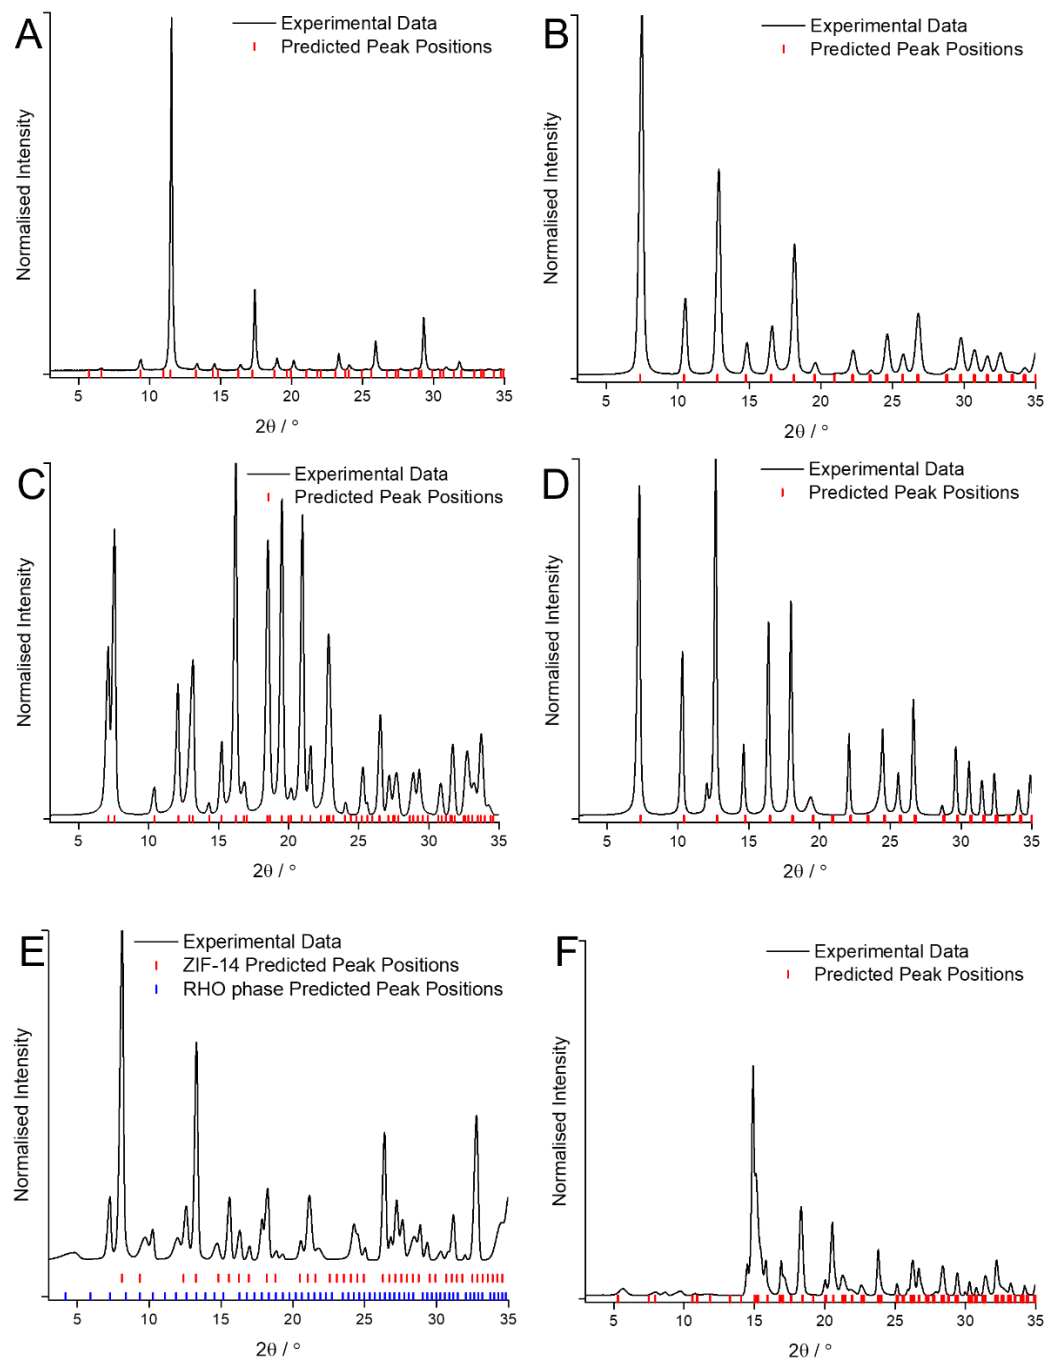 A
Experimental Data
Predicted Peak Positions
Normalised Intensity
5 10 15 20 25 30 35
2θ / °
B
Experimental Data
Predicted Peak Positions
Normalised Intensity
5 10 15 20 25 30 35
2θ / °
C
Experimental Data
Predicted Peak Positions
Normalised Intensity
5 10 15 20 25 30 35
2θ / °
D
Experimental Data
Predicted Peak Positions
Normalised Intensity
5 10 15 20 25 30 35
2θ / °
E
Experimental Data
ZIF-14 Predicted Peak Positions
RHO phase Predicted Peak Positions
Normalised Intensity
5 10 15 20 25 30 35
2θ / °
F
Experimental Data
Predicted Peak Positions
Normalised Intensity
5 10 15 20 25 30 35
2θ / °